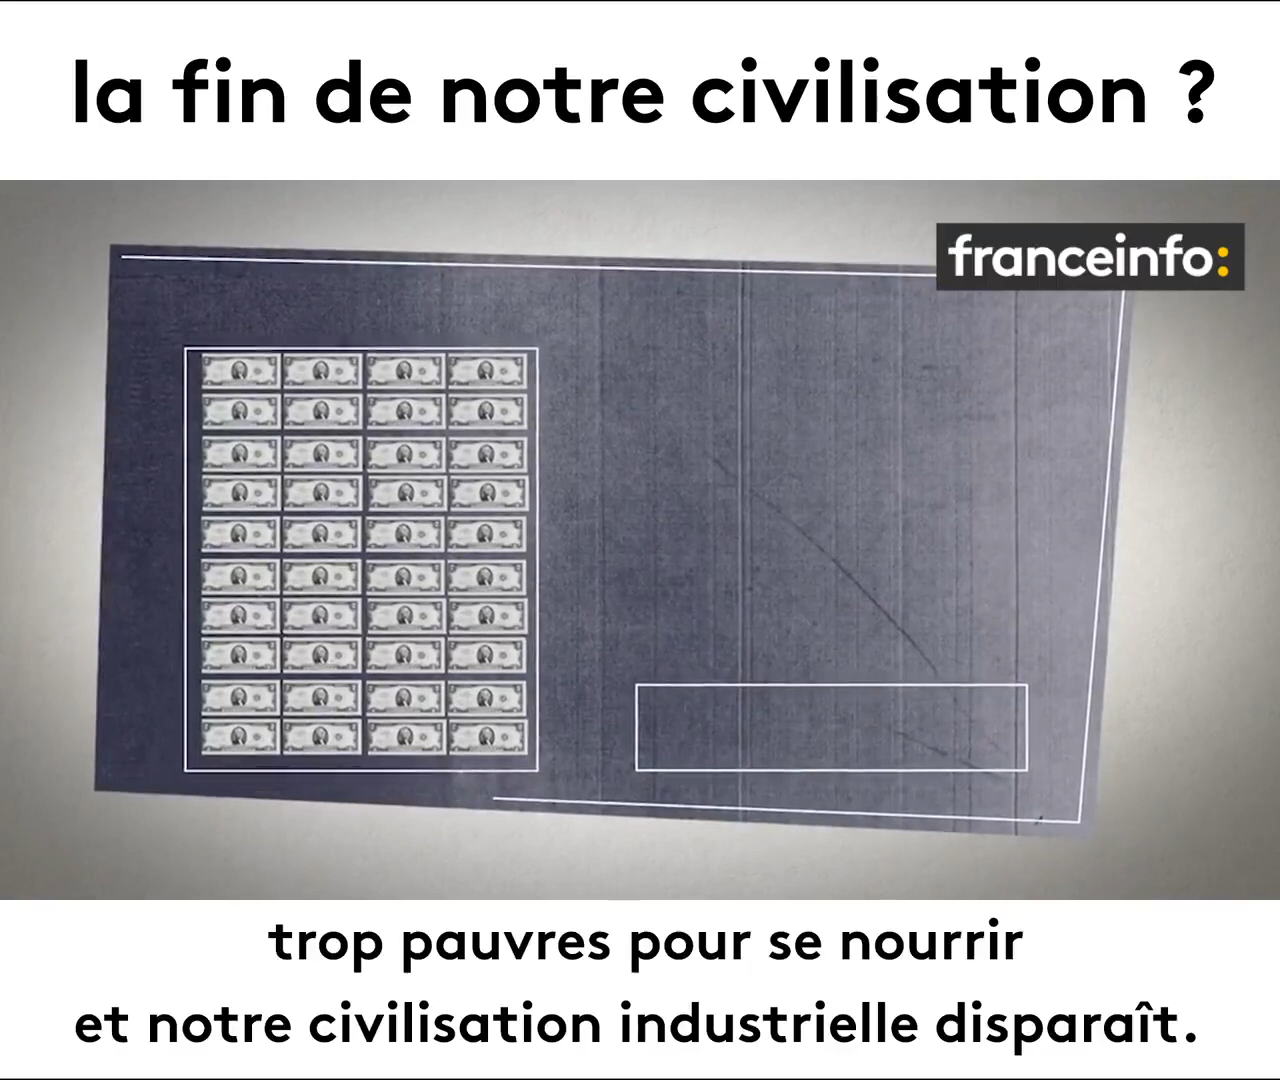 la fin de notre civilisation ?
franceinfo:
trop pauvres pour se nourrir
et notre civilisation industrielle disparaît.